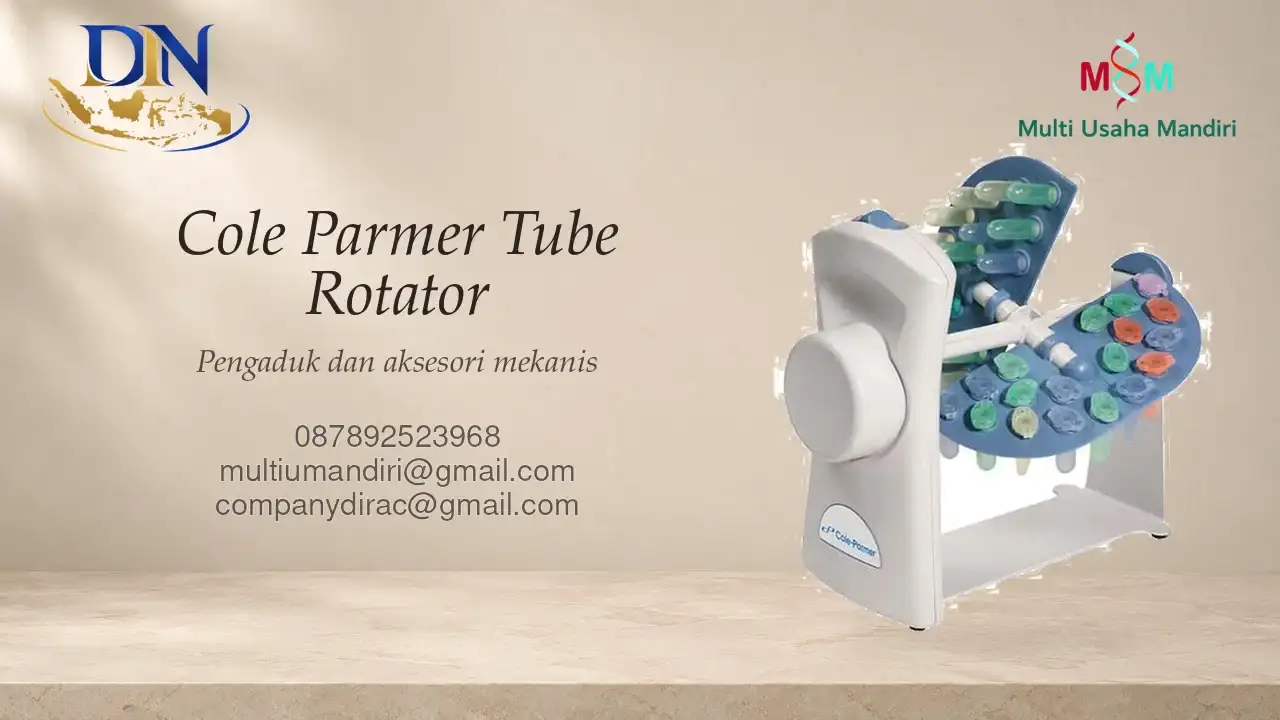 DIN
MSM
Multi Usaha Mandiri
Cole Parmer Tube
Rotator
Pengaduk dan aksesori mekanis
087892523968
multiumandiri@gmail.com
companydirac@gmail.com
Cole-Parmer